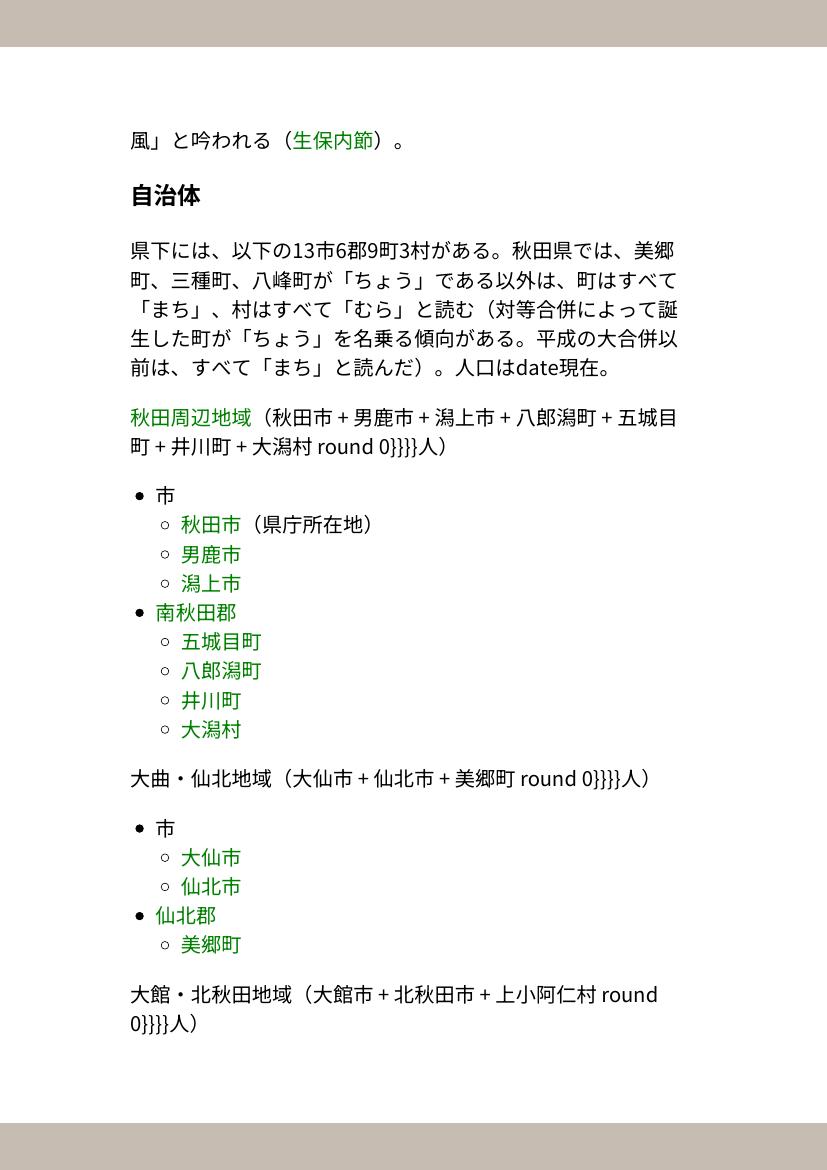 風」と吟われる（生保内節）。
自治体
県下には、以下の13市6郡9町3村がある。秋田県では、美郷
町、三種町、八峰町が「ちょう」である以外は、町はすべて
「まち」、村はすべて「むら」と読む（対等合併によって誕
生した町が「ちょう」を名乗る傾向がある。平成の大合併以
前は、すべて「まち」と読んだ）。人口はdate現在。
秋田周辺地域（秋田市 + 男鹿市 + 潟上市 + 八郎潟町 + 五城目
町 + 井川町 + 大潟村 round 0}}}}人）
• 市
○ 秋田市（県庁所在地）
○ 男鹿市
○ 潟上市
• 南秋田郡
○ 五城目町
○ 八郎潟町
○ 井川町
○ 大潟村
大曲・仙北地域（大仙市 + 仙北市 + 美郷町 round 0}}}}人）
• 市
○ 大仙市
○ 仙北市
• 仙北郡
○ 美郷町
大館・北秋田地域（大館市 + 北秋田市 + 上小阿仁村 round
0}}}}人）